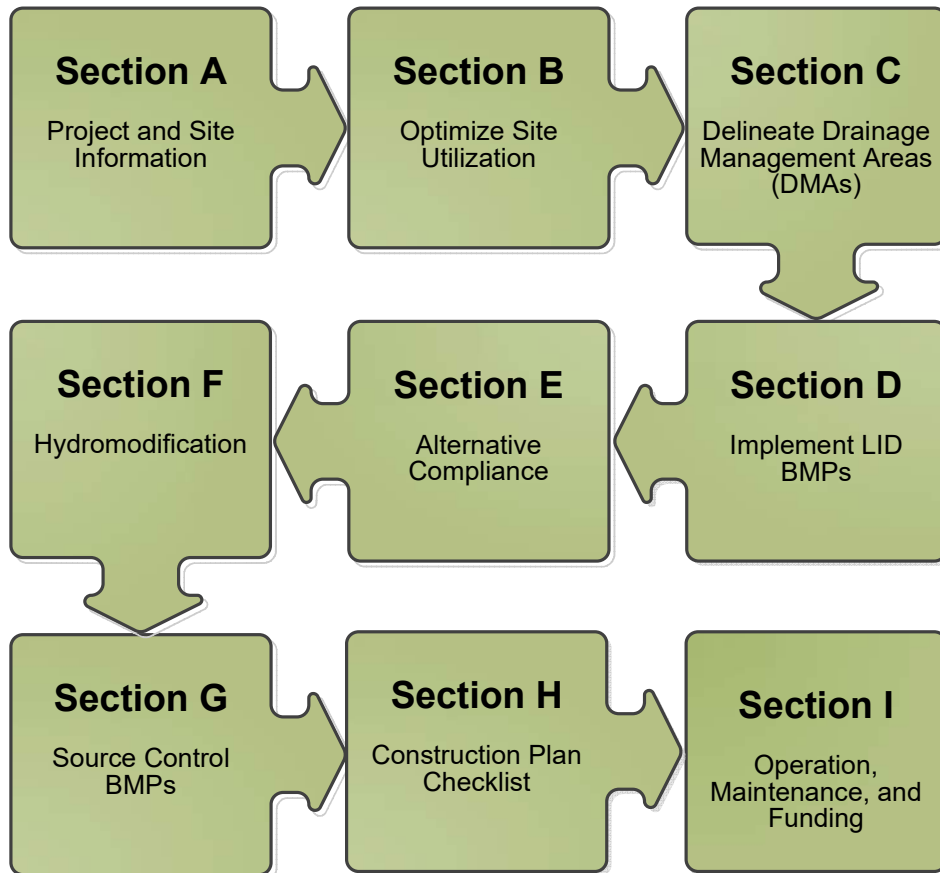 Section A
Project and Site
Information
Section B
Optimize Site
Utilization
Section C
Delineate Drainage
Management Areas
(DMAs)
Section D
Implement LID
BMPs
Section E
Alternative
Compliance
Section F
Hydromodification
Section G
Source Control
BMPs
Section H
Construction Plan
Checklist
Section I
Operation,
Maintenance, and
Funding